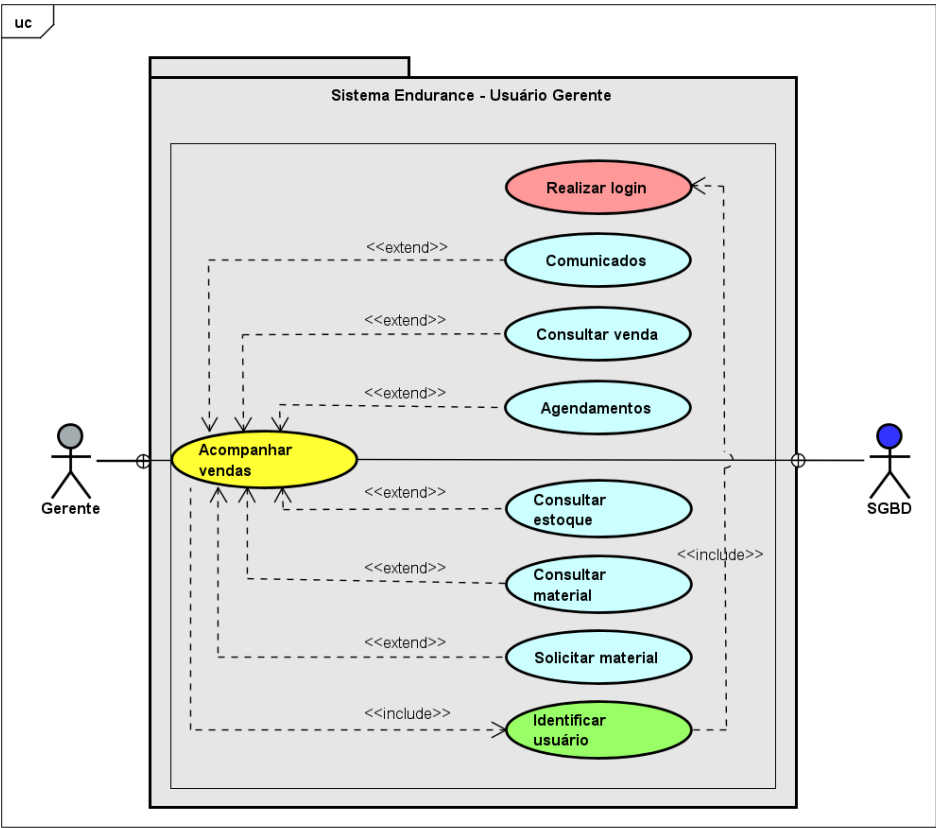 uc
Sistema Endurance - Usuário Gerente
Realizar login
<<extend>>
Comunicados
<<extend>>
Consultar venda
<<extend>>
Agendamentos
Acompanhar
vendas
Gerente
SGBD
<<extend>>
Consultar
estoque
<<include>>
<<extend>>
Consultar
material
<<extend>>
Solicitar material
<<include>>
Identificar
usuário